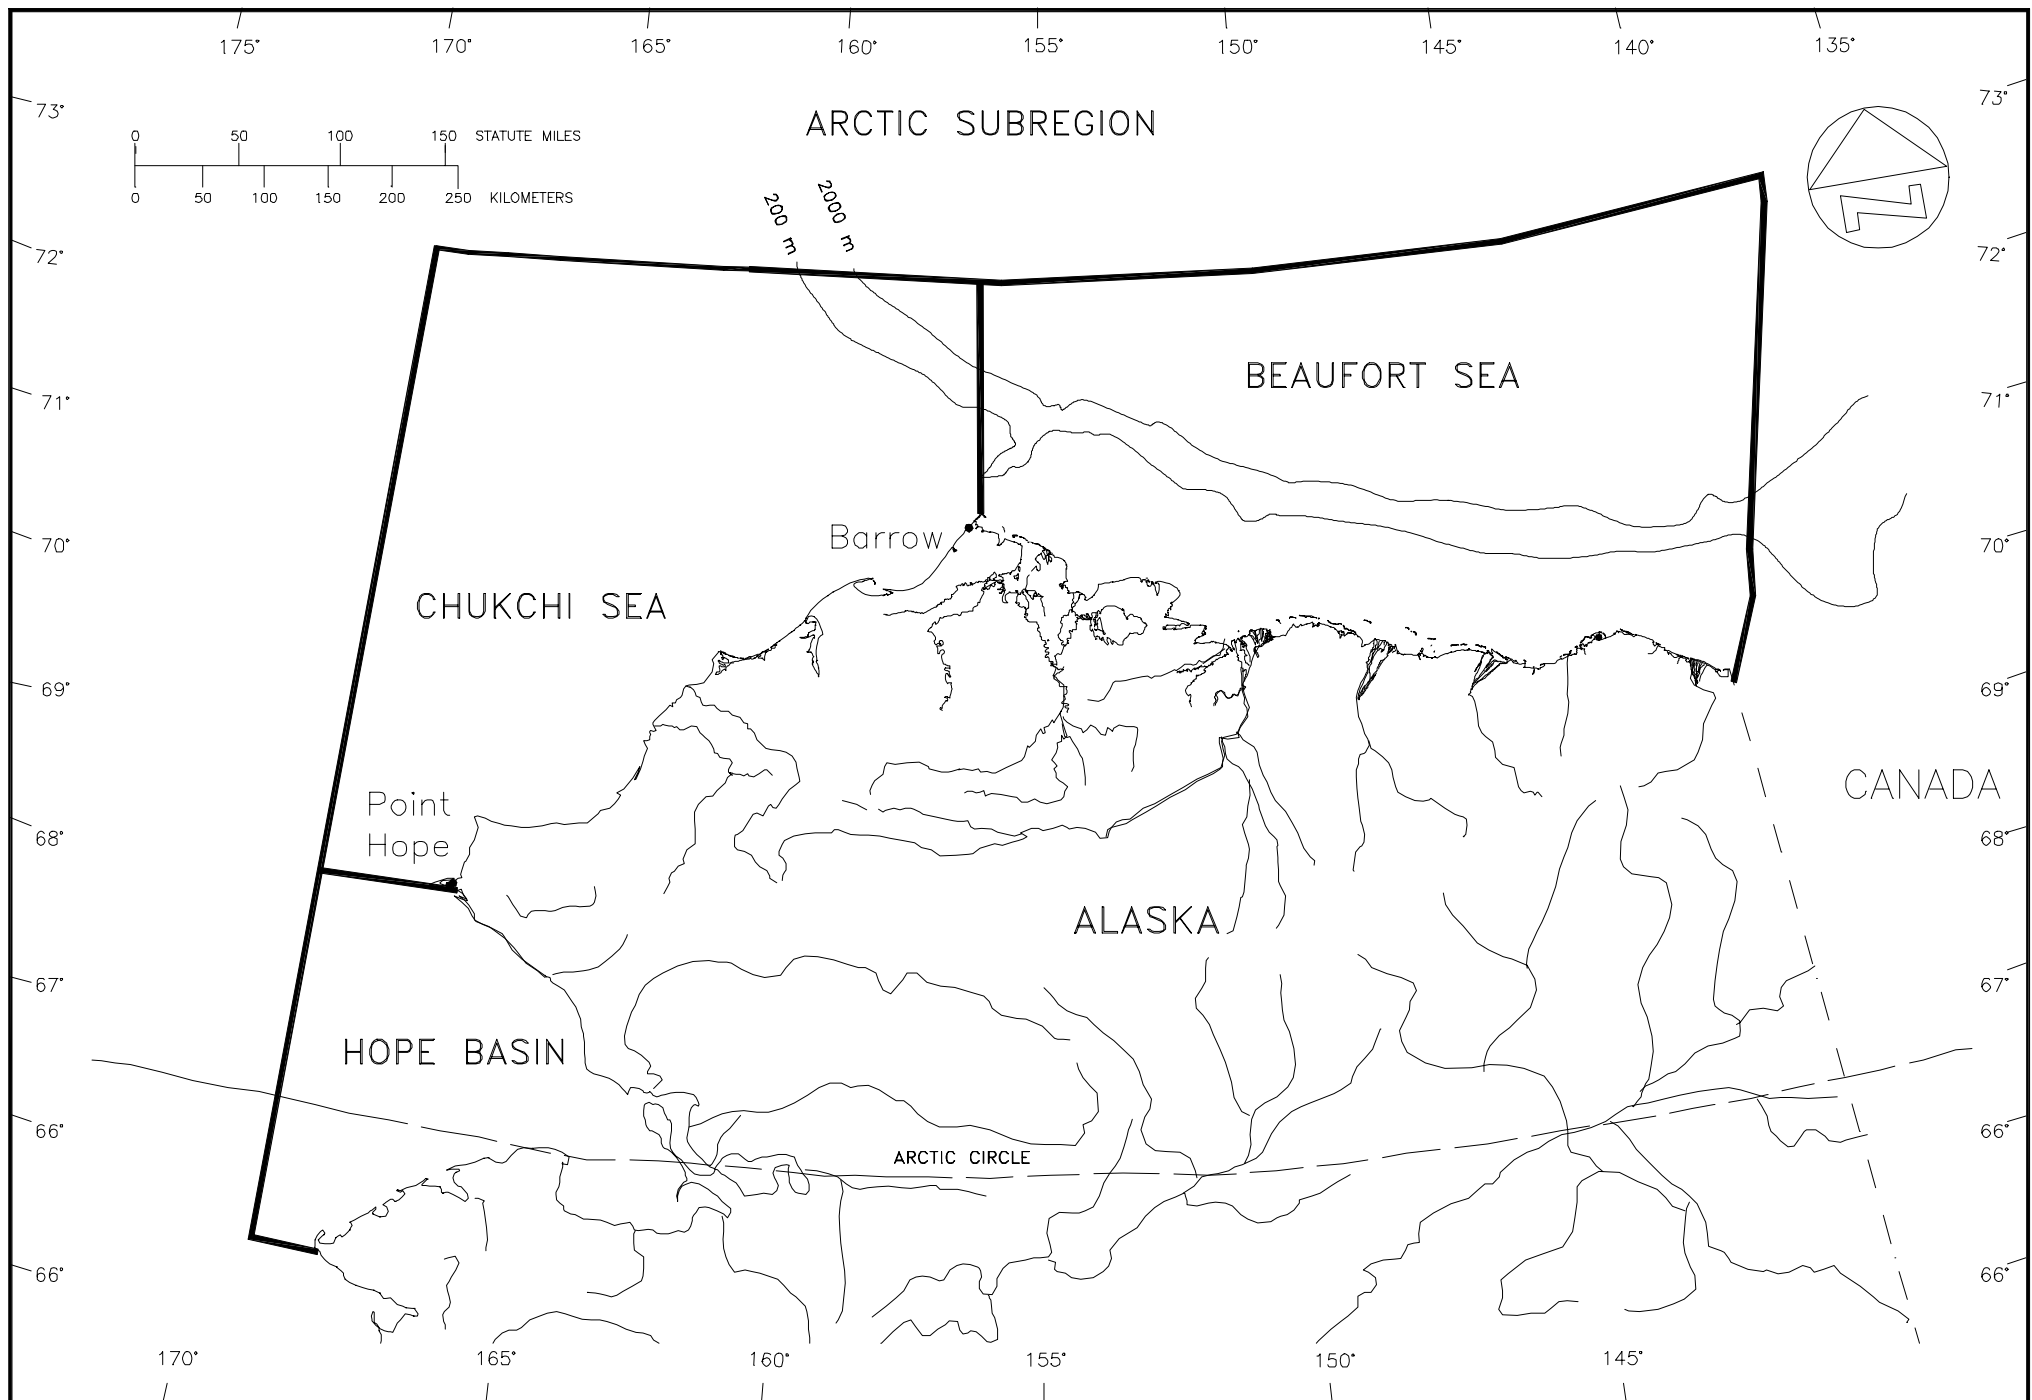 175° 170° 165° 160° 155° 150° 145° 140° 135°
73° 73°
ARCTIC SUBREGION
0 50 100 150 STATUTE MILES
0 50 100 150 200 250 KILOMETERS
N
200 m 2000 m
72° 72°
BEAUFORT SEA
71° 71°
Barrow
70° 70°
CHUKCHI SEA
69° 69°
CANADA
Point
Hope
68° 68°
ALASKA
67° 67°
HOPE BASIN
66° 66°
ARCTIC CIRCLE
66° 66°
170° 165° 160° 155° 150° 145°